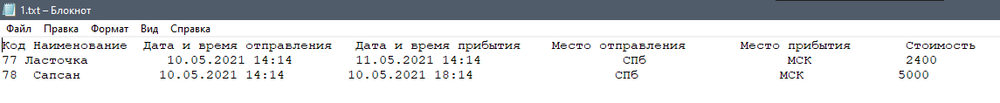 1.txt – Блокнот
Файл Правка Формат Вид Справка
Код Наименование Дата и время отправления Дата и время прибытия Место отправления Место прибытия Стоимость
77 Ласточка 10.05.2021 14:14 11.05.2021 14:14 СПб МСК 2400
78 Сапсан 10.05.2021 14:14 10.05.2021 18:14 СПб МСК 5000